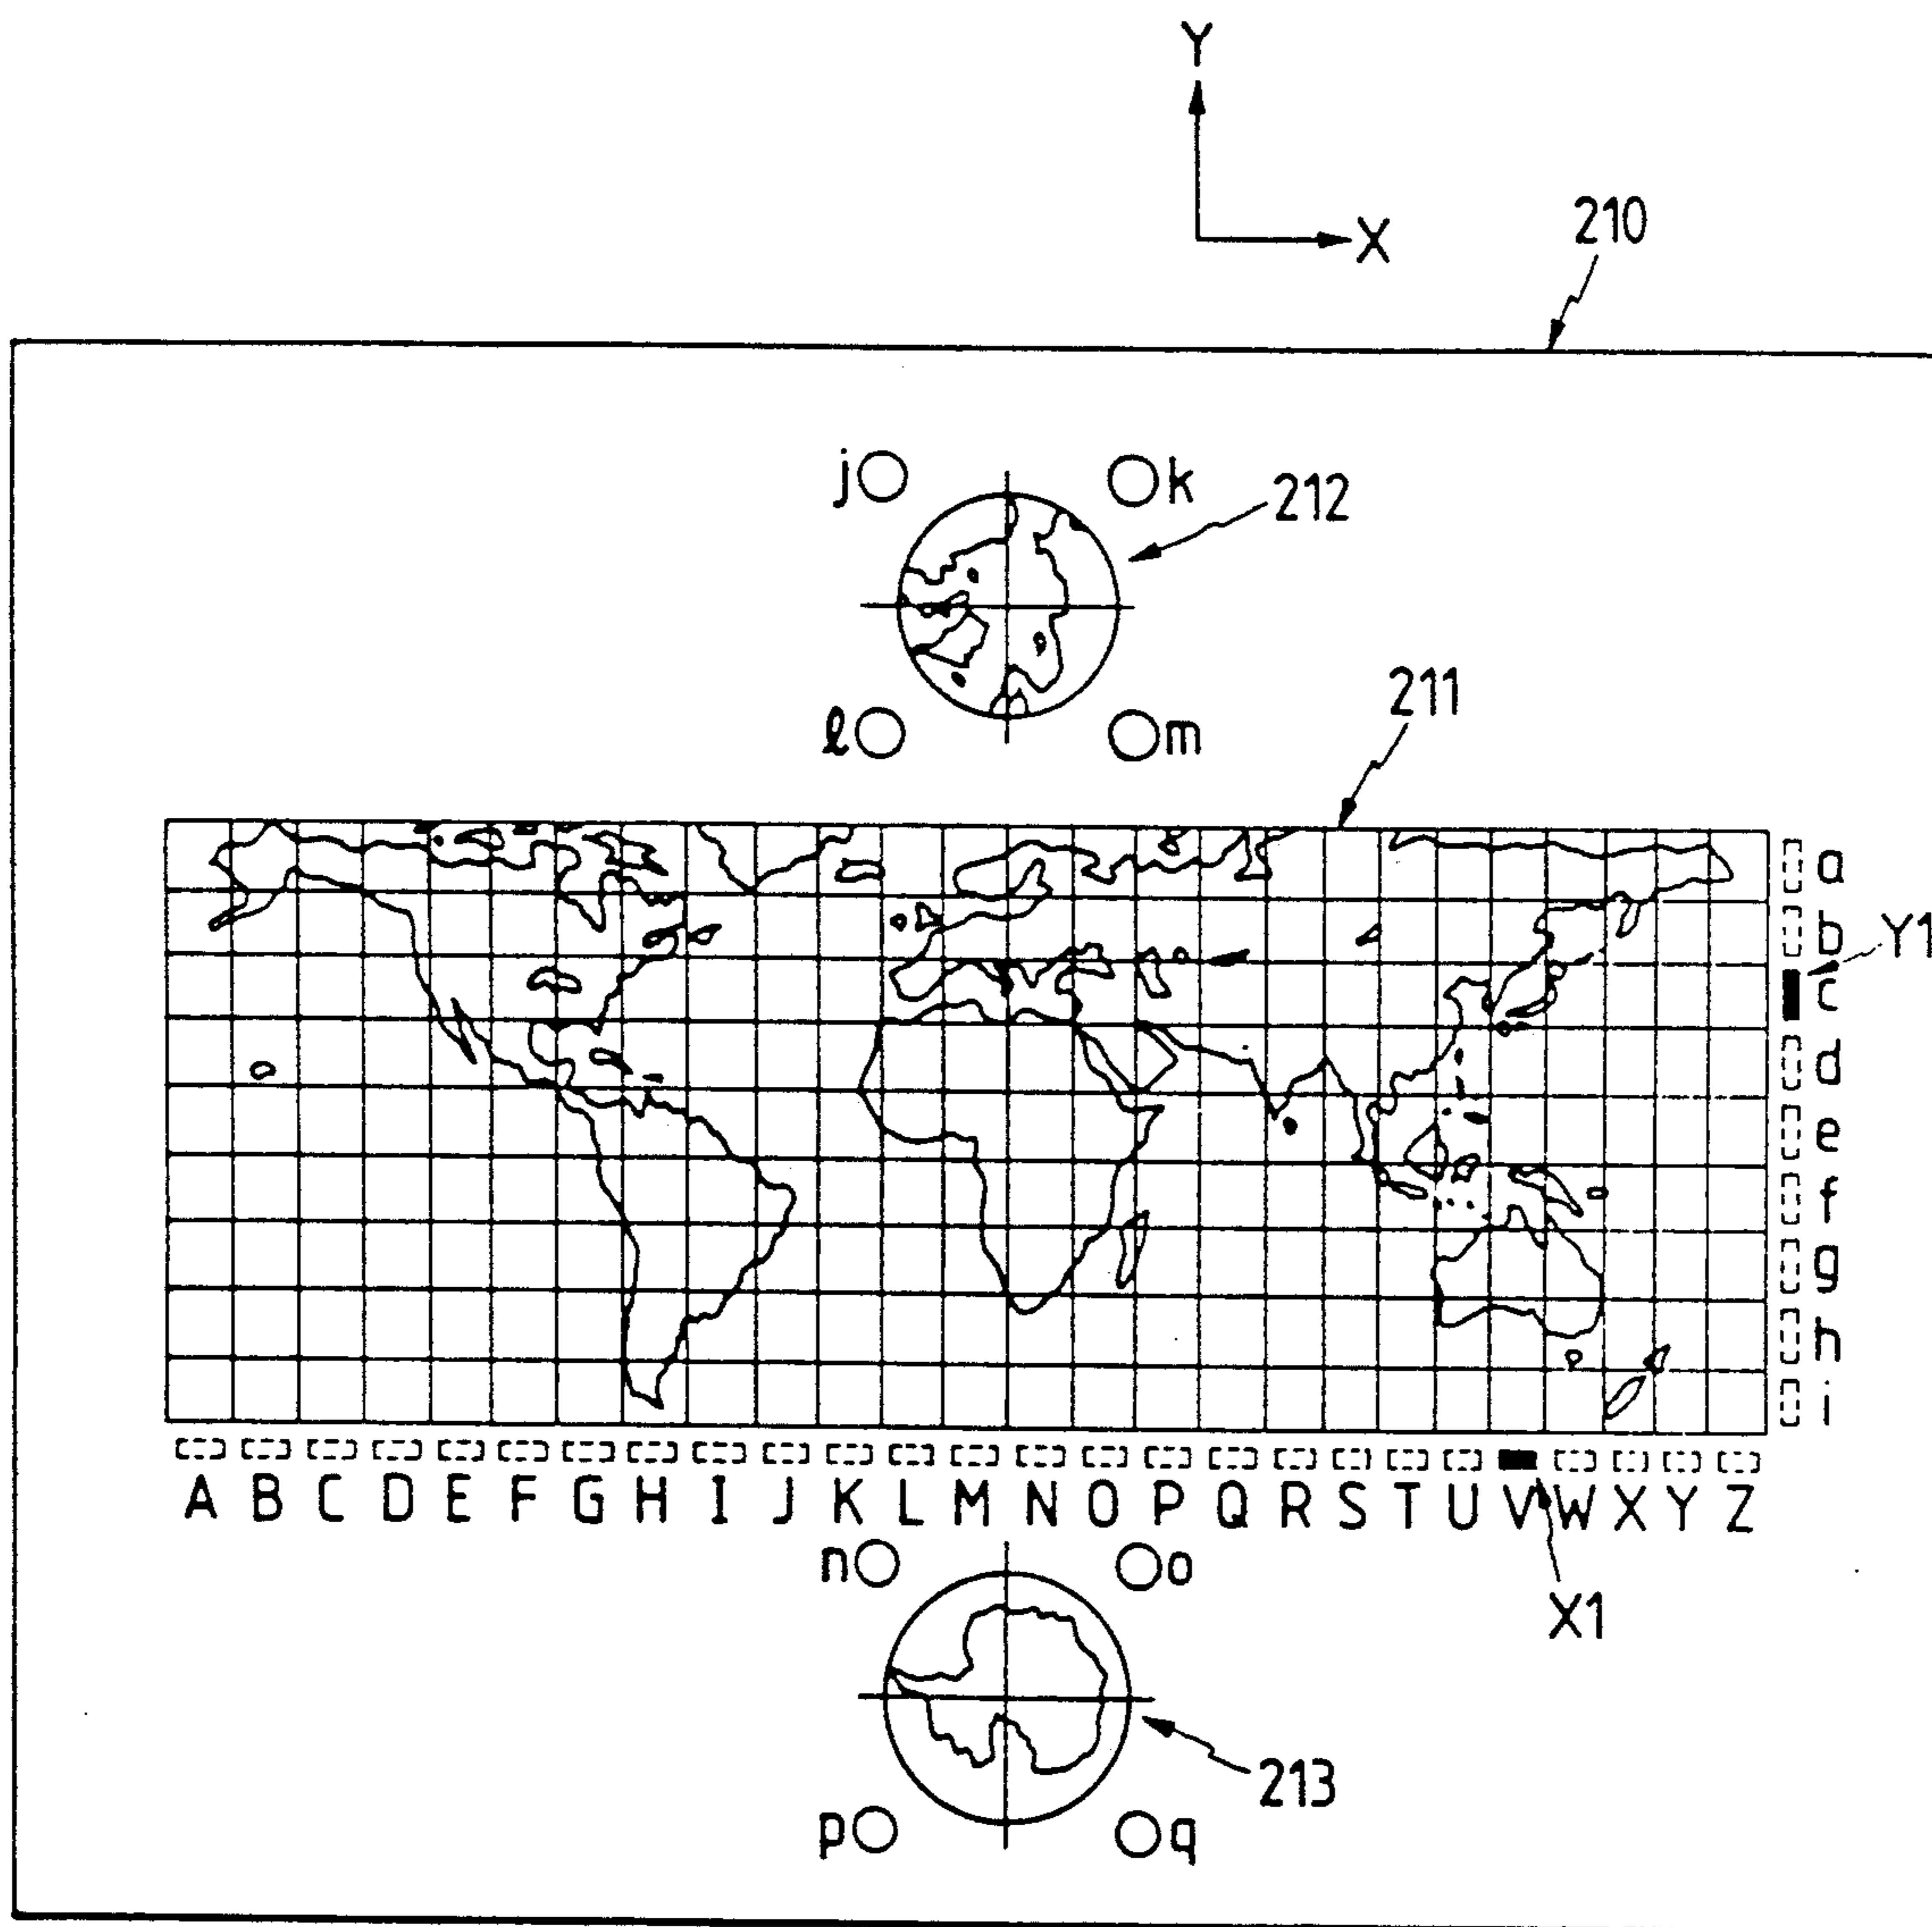 Y
X
210
j
k
212
ℓ
m
211
a
b
Y1
c
d
e
f
g
h
i
A B C D E F G H I J K L M N O P Q R S T U V W X Y Z
n
o
X1
213
p
q